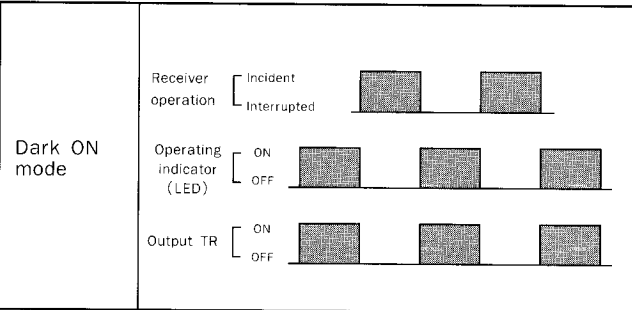 Dark ON
mode
Receiver
operation
Incident
Interrupted
Operating
indicator
(LED)
ON
OFF
Output TR
ON
OFF